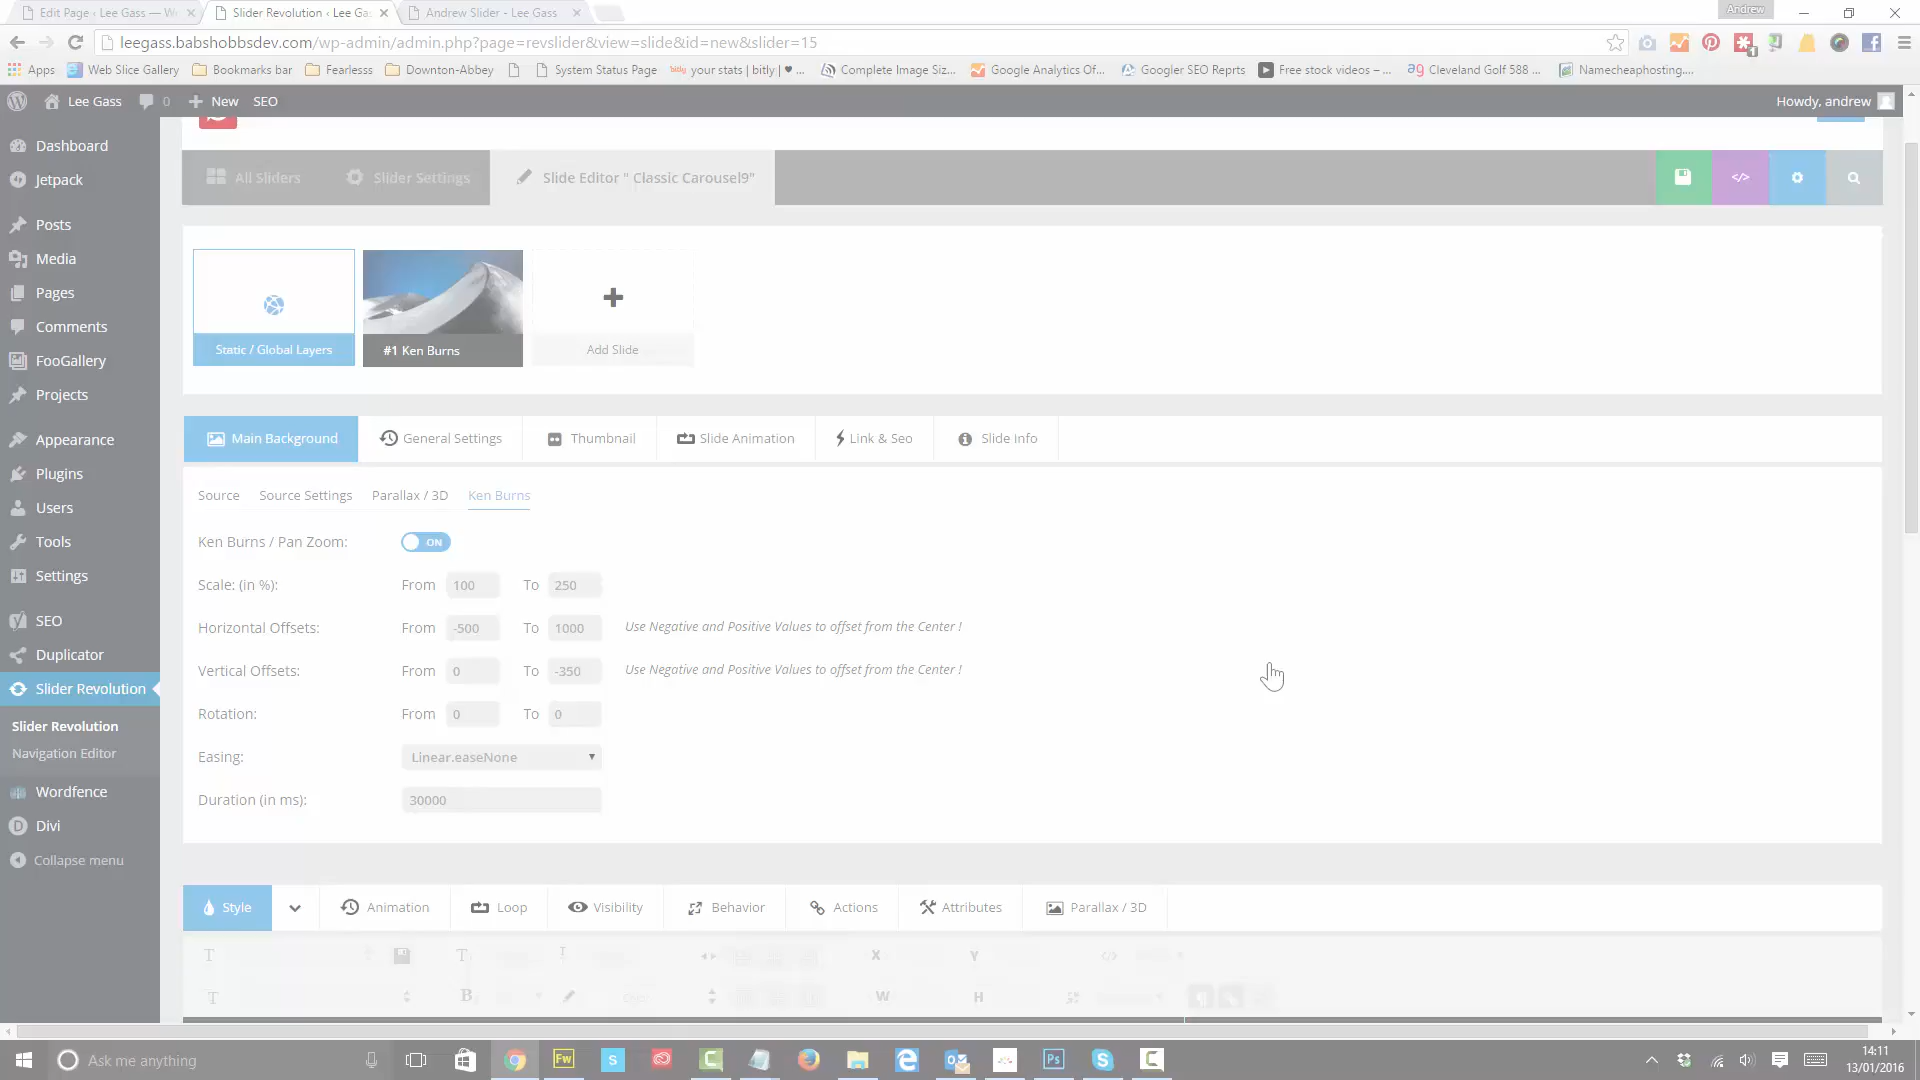 Edit Page ‹ Lee Gass — W
Slider Revolution ‹ Lee Ga
Andrew Slider - Lee Gass
Andrew
leegass.babshobbsdev.com/wp-admin/admin.php?page=revslider&view=slide&id=new&slider=15
Apps
Web Slice Gallery
Bookmarks bar
Fearlesss
Downton-Abbey
System Status Page
bitly your stats | bitly | ♥ ...
Complete Image Siz...
Google Analytics Of...
Googler SEO Reprts
Free stock videos – ...
Cleveland Golf 588 ...
Namecheaphosting....
Lee Gass
0
New
SEO
Howdy, andrew
Dashboard
Jetpack
Posts
Media
Pages
Comments
FooGallery
Projects
Appearance
Plugins
Users
Tools
Settings
SEO
Duplicator
Slider Revolution
Slider Revolution
Navigation Editor
Wordfence
Divi
Collapse menu
All Sliders
Slider Settings
Slide Editor " Classic Carousel9"
</>
Static / Global Layers
#1 Ken Burns
Add Slide
Main Background
General Settings
Thumbnail
Slide Animation
Link & Seo
Slide Info
Source
Source Settings
Parallax / 3D
Ken Burns
Ken Burns / Pan Zoom:
ON
Scale: (in %):
From 100 To 250
Horizontal Offsets:
From -500 To 1000
Use Negative and Positive Values to offset from the Center !
Vertical Offsets:
From 0 To -350
Use Negative and Positive Values to offset from the Center !
Rotation:
From 0 To 0
Easing:
Linear.easeNone
Duration (in ms):
30000
Style
Animation
Loop
Visibility
Behavior
Actions
Attributes
Parallax / 3D
X
Y
</>
B
W
H
Ask me anything
Fw
Ps
14:11
13/01/2016